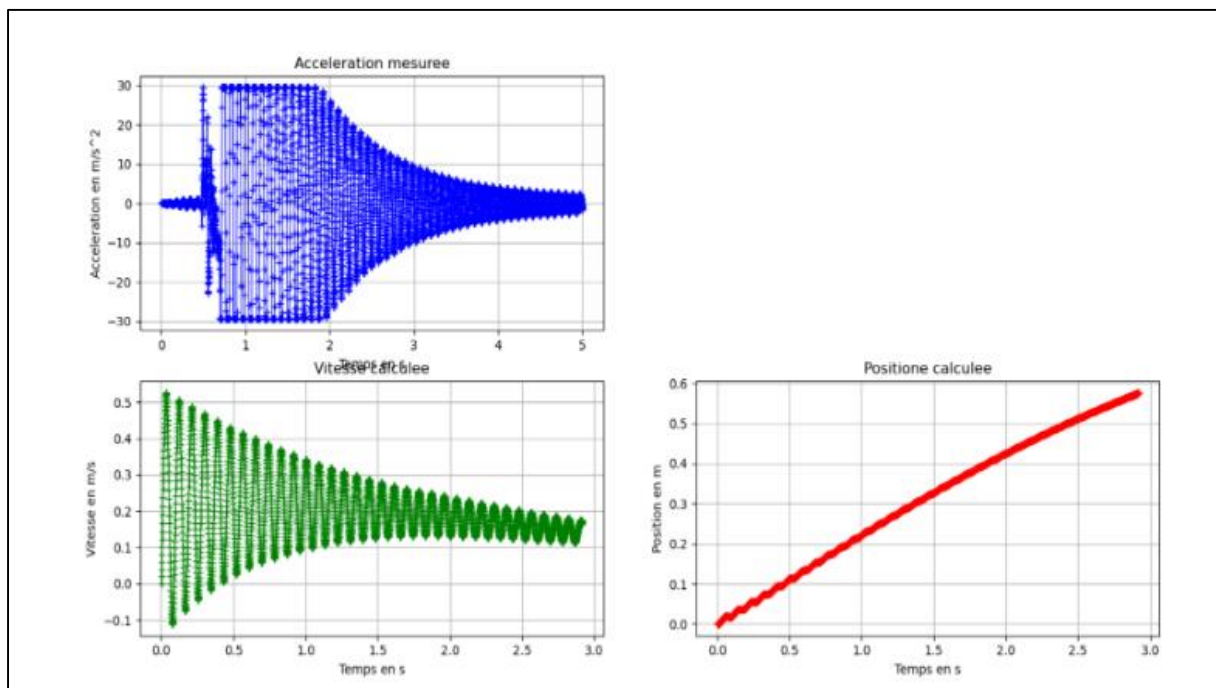 Acceleration mesuree
Acceleration en m/s^2
30
20
10
0
-10
-20
-30
0 1 2 3 4 5
Temps en s
Vitesse calculee
Vitesse en m/s
0.5
0.4
0.3
0.2
0.1
0.0
-0.1
0.0 0.5 1.0 1.5 2.0 2.5 3.0
Temps en s
Positione calculee
Position en m
0.6
0.5
0.4
0.3
0.2
0.1
0.0
0.0 0.5 1.0 1.5 2.0 2.5 3.0
Temps en s